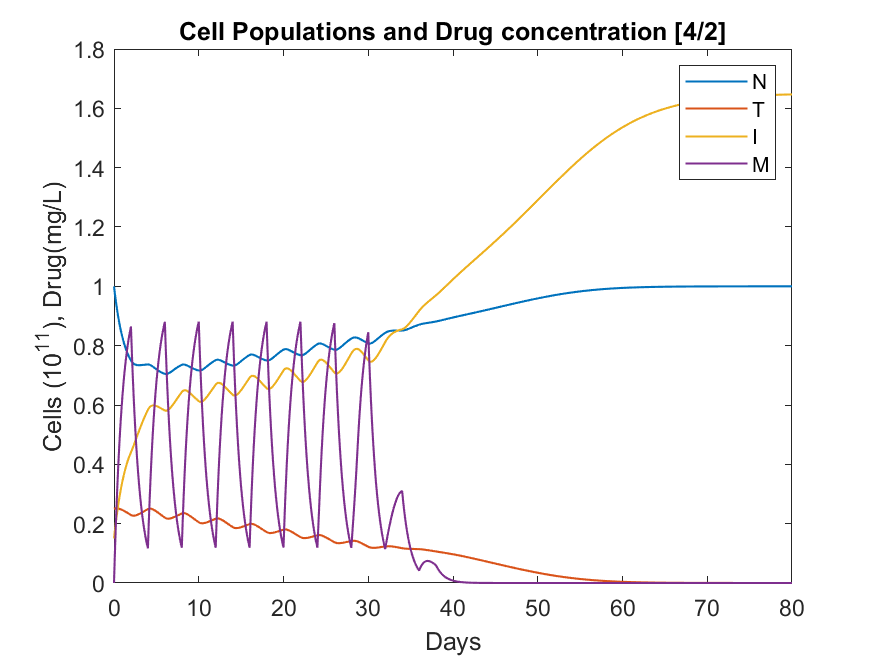 Cell Populations and Drug concentration [4/2]
1.8
1.6
1.4
1.2
1
0.8
0.6
0.4
0.2
0
Cells (10^11), Drug(mg/L)
N
T
I
M
0 10 20 30 40 50 60 70 80
Days